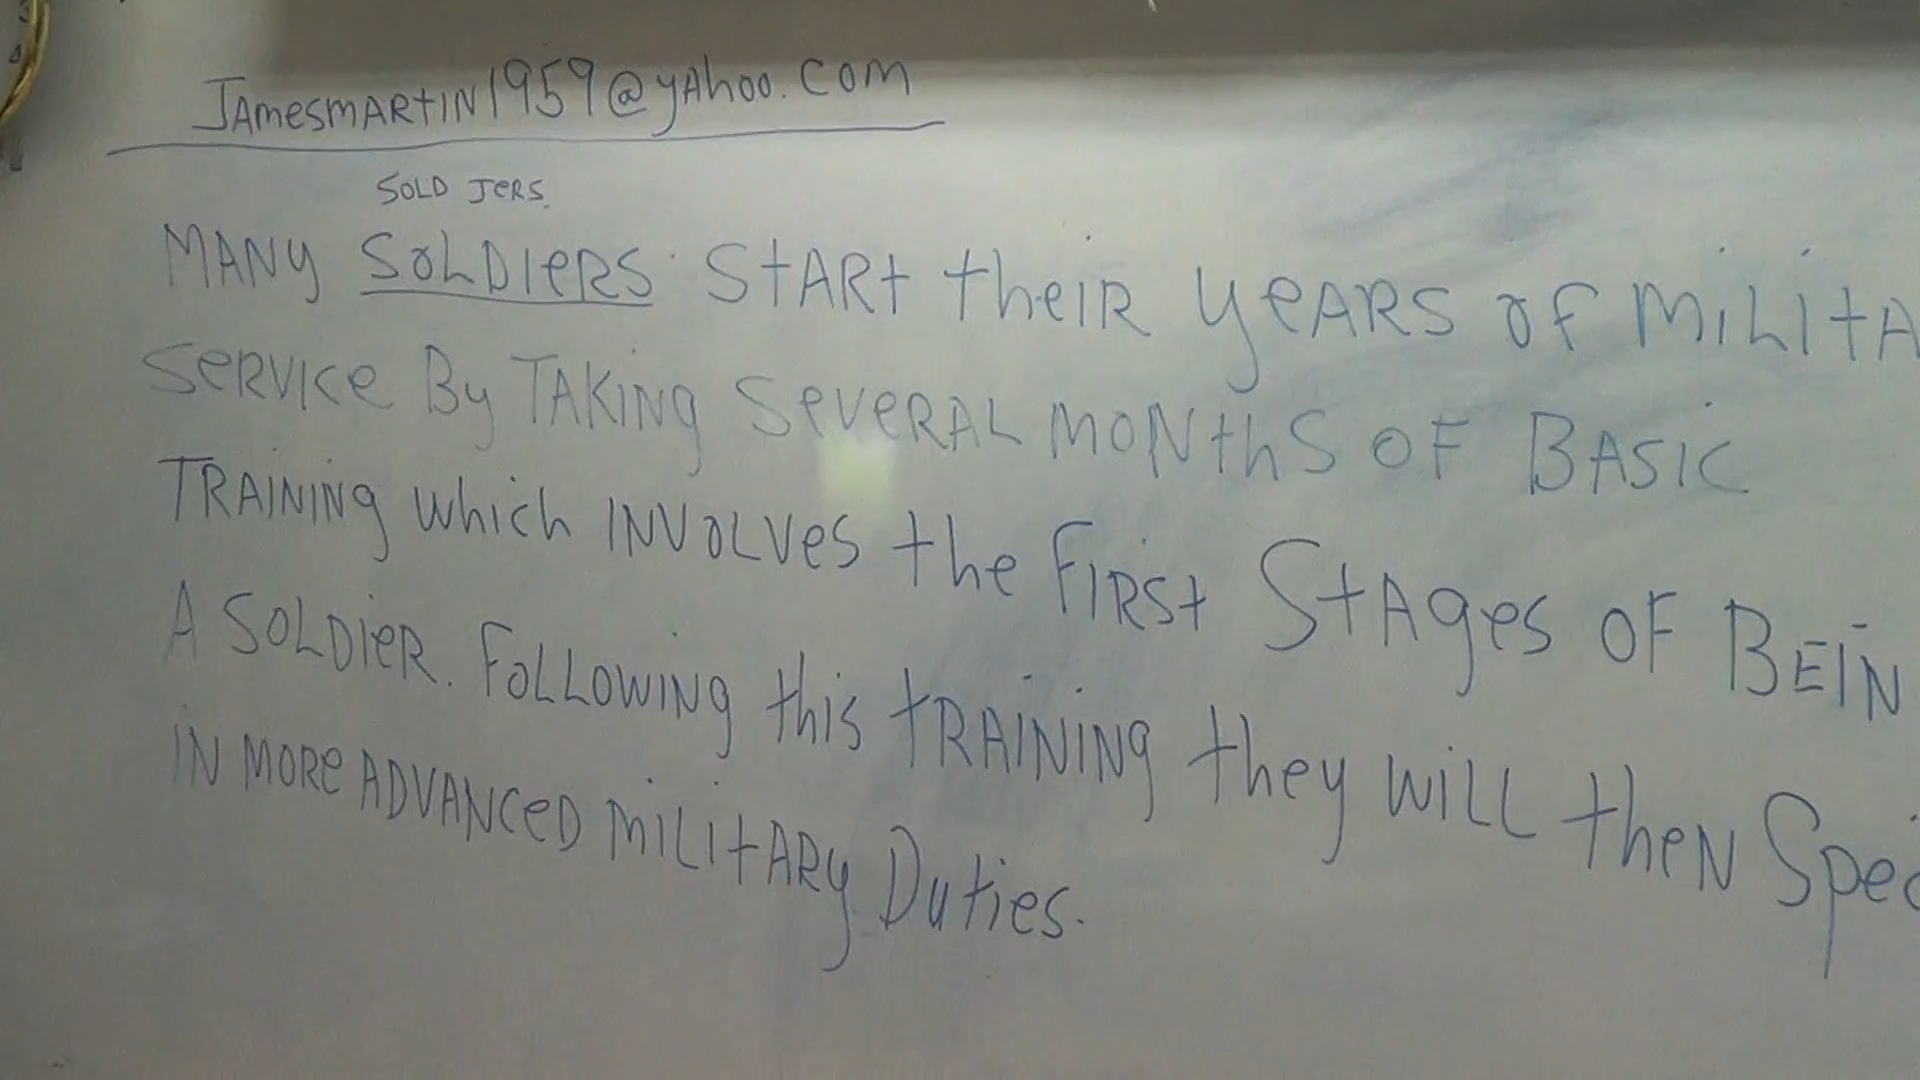 JAmesmARtIN1959@yAhoo.com
SOLD JeRS.
MANy SoLDIeRS StARt theiR yeARS of MiLitA
SeRVICe By TAKiNg SeVeRAL MoNthS OF BASiC
TRAiNiNg which INVoLVes the FiRSt StAges OF BEIN
A SoLDieR. FoLLowiNg this tRAiNiNg they wiLL theN Spec
iN MoRe ADVANCeD MiLitARy Duties.